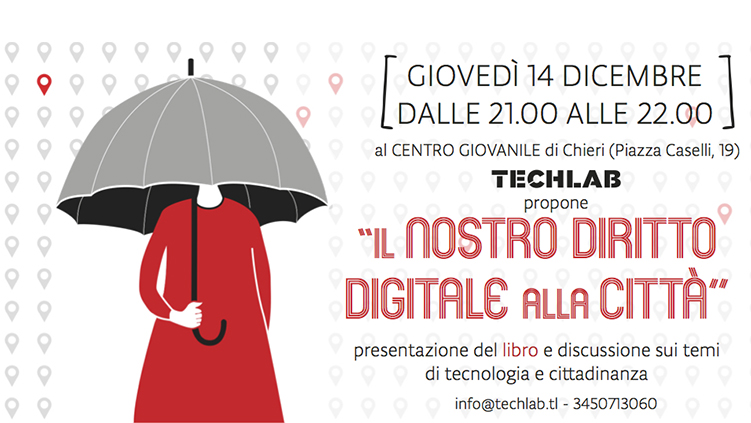 GIOVEDÌ 14 DICEMBRE
DALLE 21.00 ALLE 22.00
al CENTRO GIOVANILE di Chieri (Piazza Caselli, 19)
TECHLAB
propone
“IL NOSTRO DIRITTO
DIGITALE ALLA CITTÀ”
presentazione del libro e discussione sui temi
di tecnologia e cittadinanza
info@techlab.tl - 3450713060